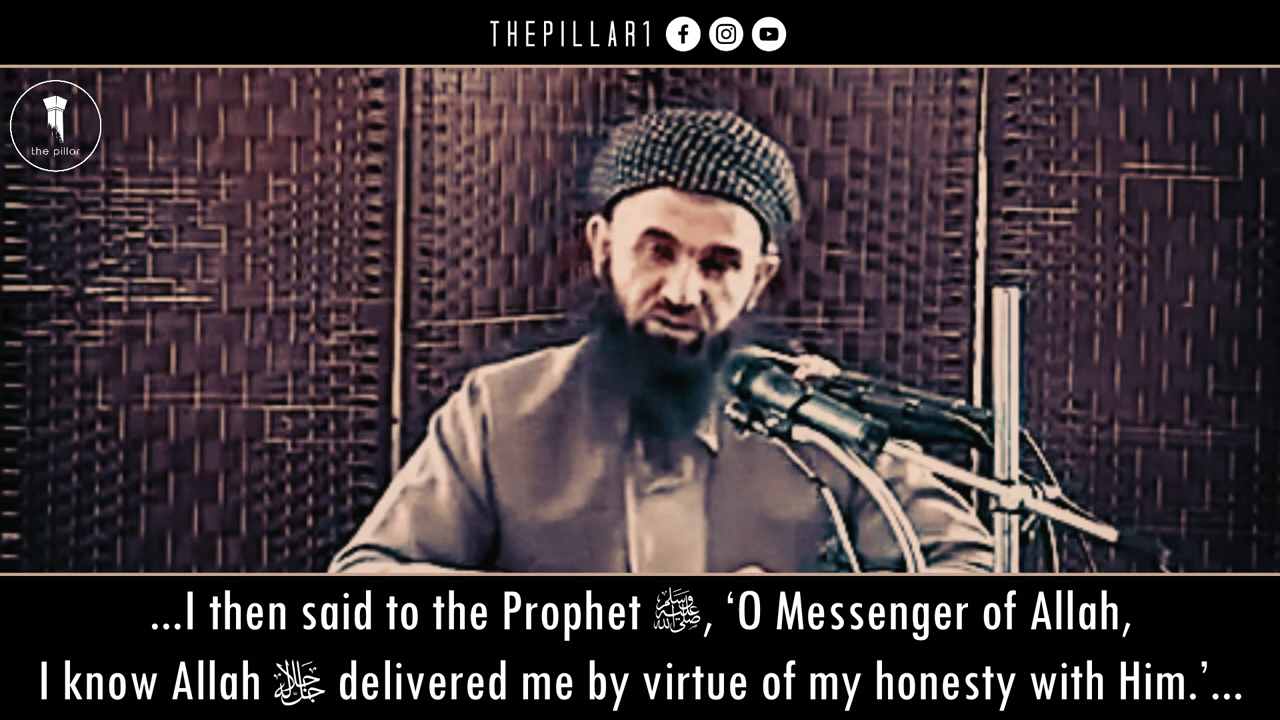 THEPILLAR1
the pillar
...I then said to the Prophet ﷺ, ‘O Messenger of Allah,
I know Allah ﷻ delivered me by virtue of my honesty with Him.’...